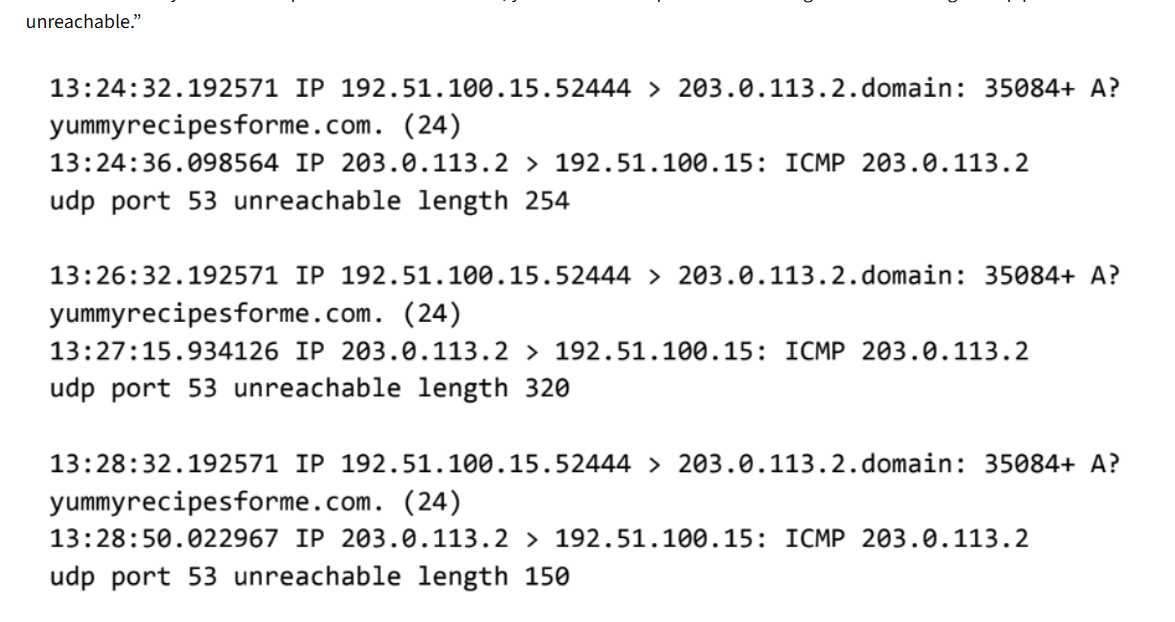 unreachable.”
13:24:32.192571 IP 192.51.100.15.52444 > 203.0.113.2.domain: 35084+ A?
yummyrecipesforme.com. (24)
13:24:36.098564 IP 203.0.113.2 > 192.51.100.15: ICMP 203.0.113.2
udp port 53 unreachable length 254
13:26:32.192571 IP 192.51.100.15.52444 > 203.0.113.2.domain: 35084+ A?
yummyrecipesforme.com. (24)
13:27:15.934126 IP 203.0.113.2 > 192.51.100.15: ICMP 203.0.113.2
udp port 53 unreachable length 320
13:28:32.192571 IP 192.51.100.15.52444 > 203.0.113.2.domain: 35084+ A?
yummyrecipesforme.com. (24)
13:28:50.022967 IP 203.0.113.2 > 192.51.100.15: ICMP 203.0.113.2
udp port 53 unreachable length 150